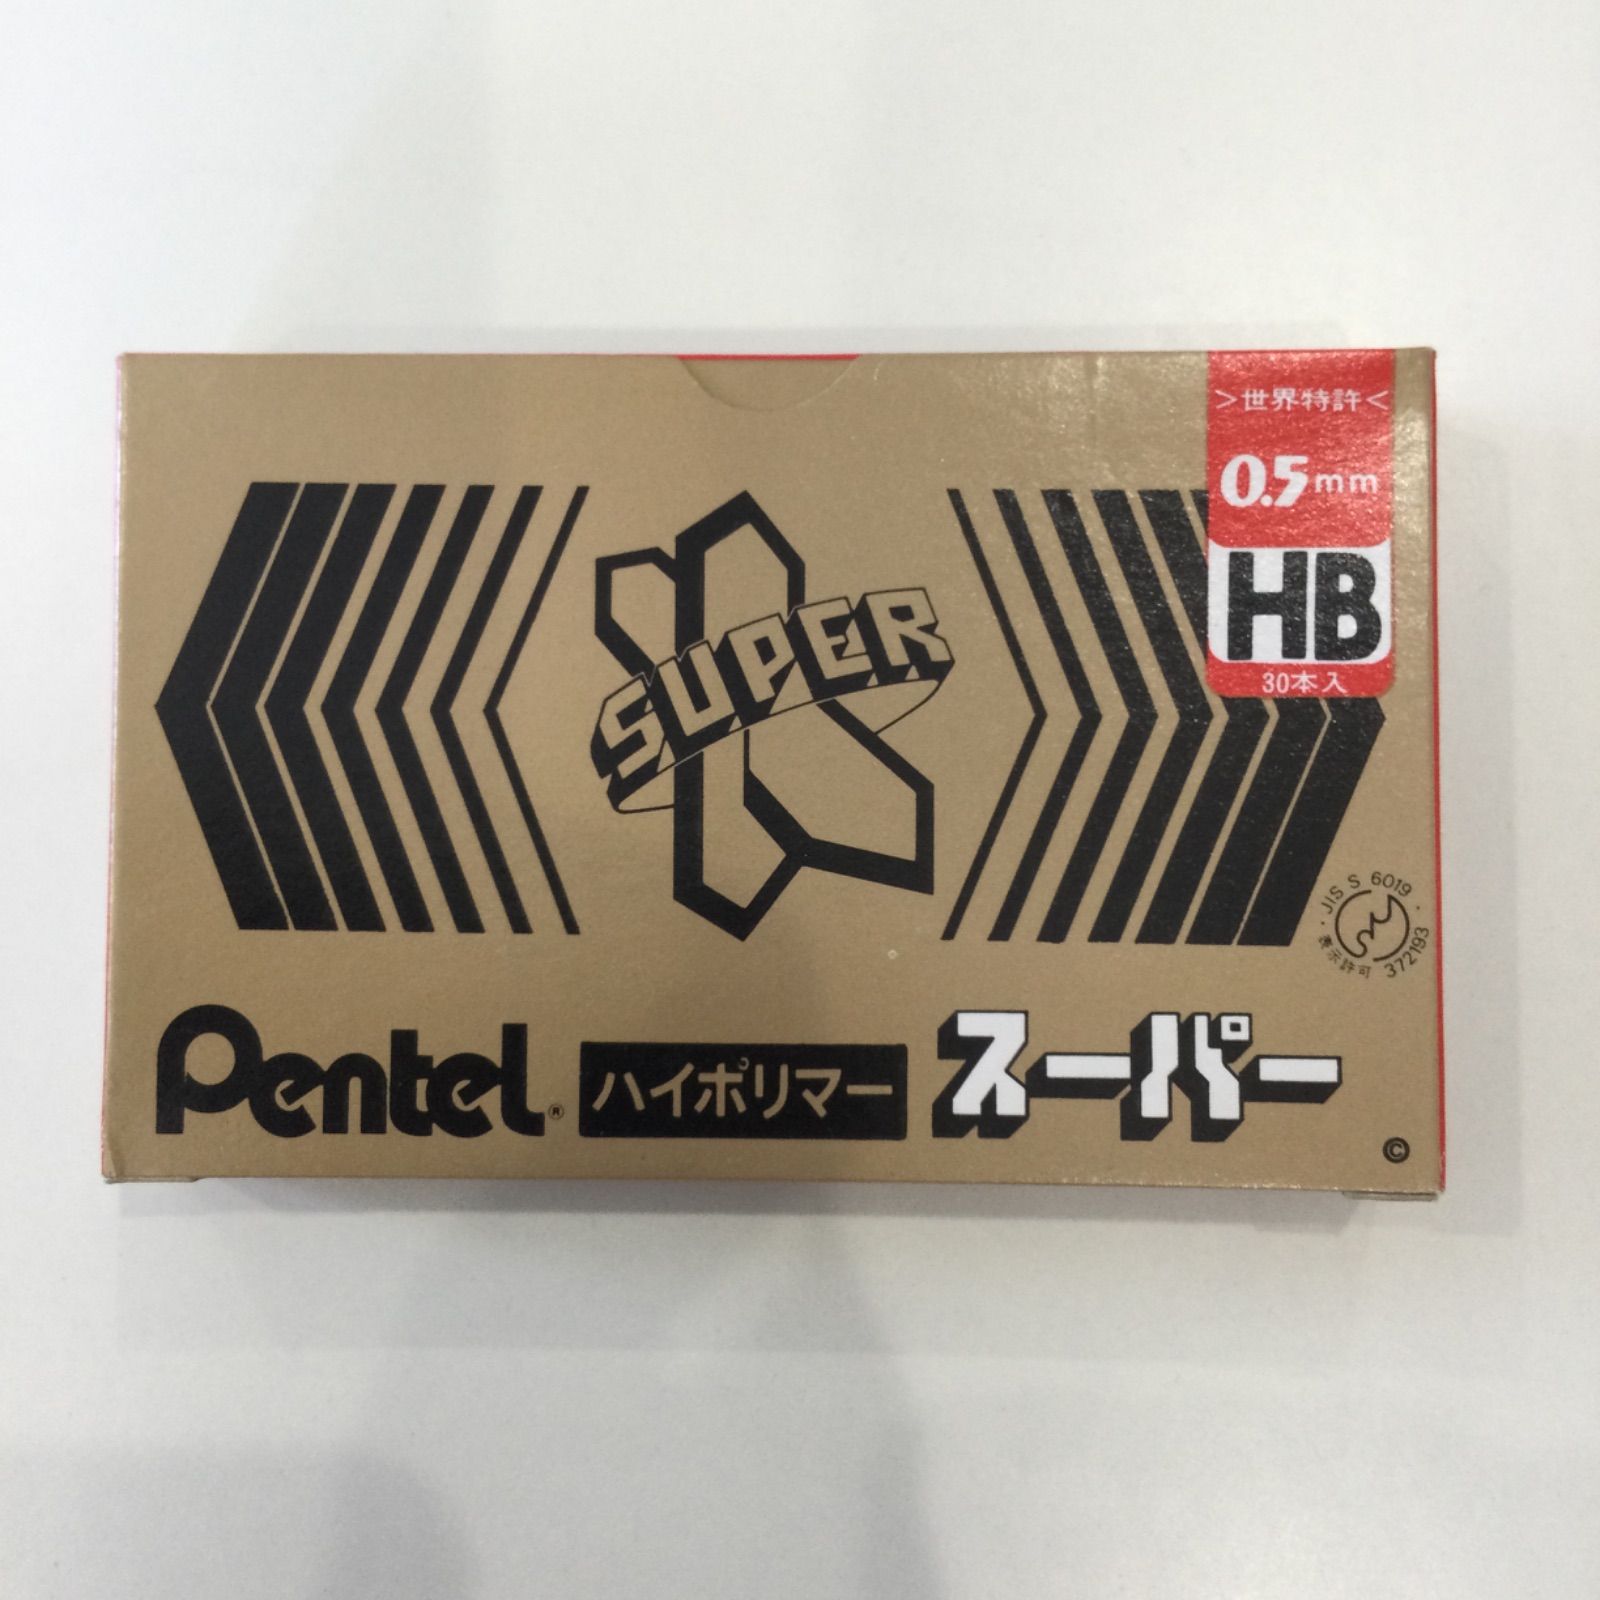 >世界特許<
0.5mm
HB
30本入
SUPER
JIS S 6019
表示許可 372193
Pentel® ハイポリマー スーパー
©